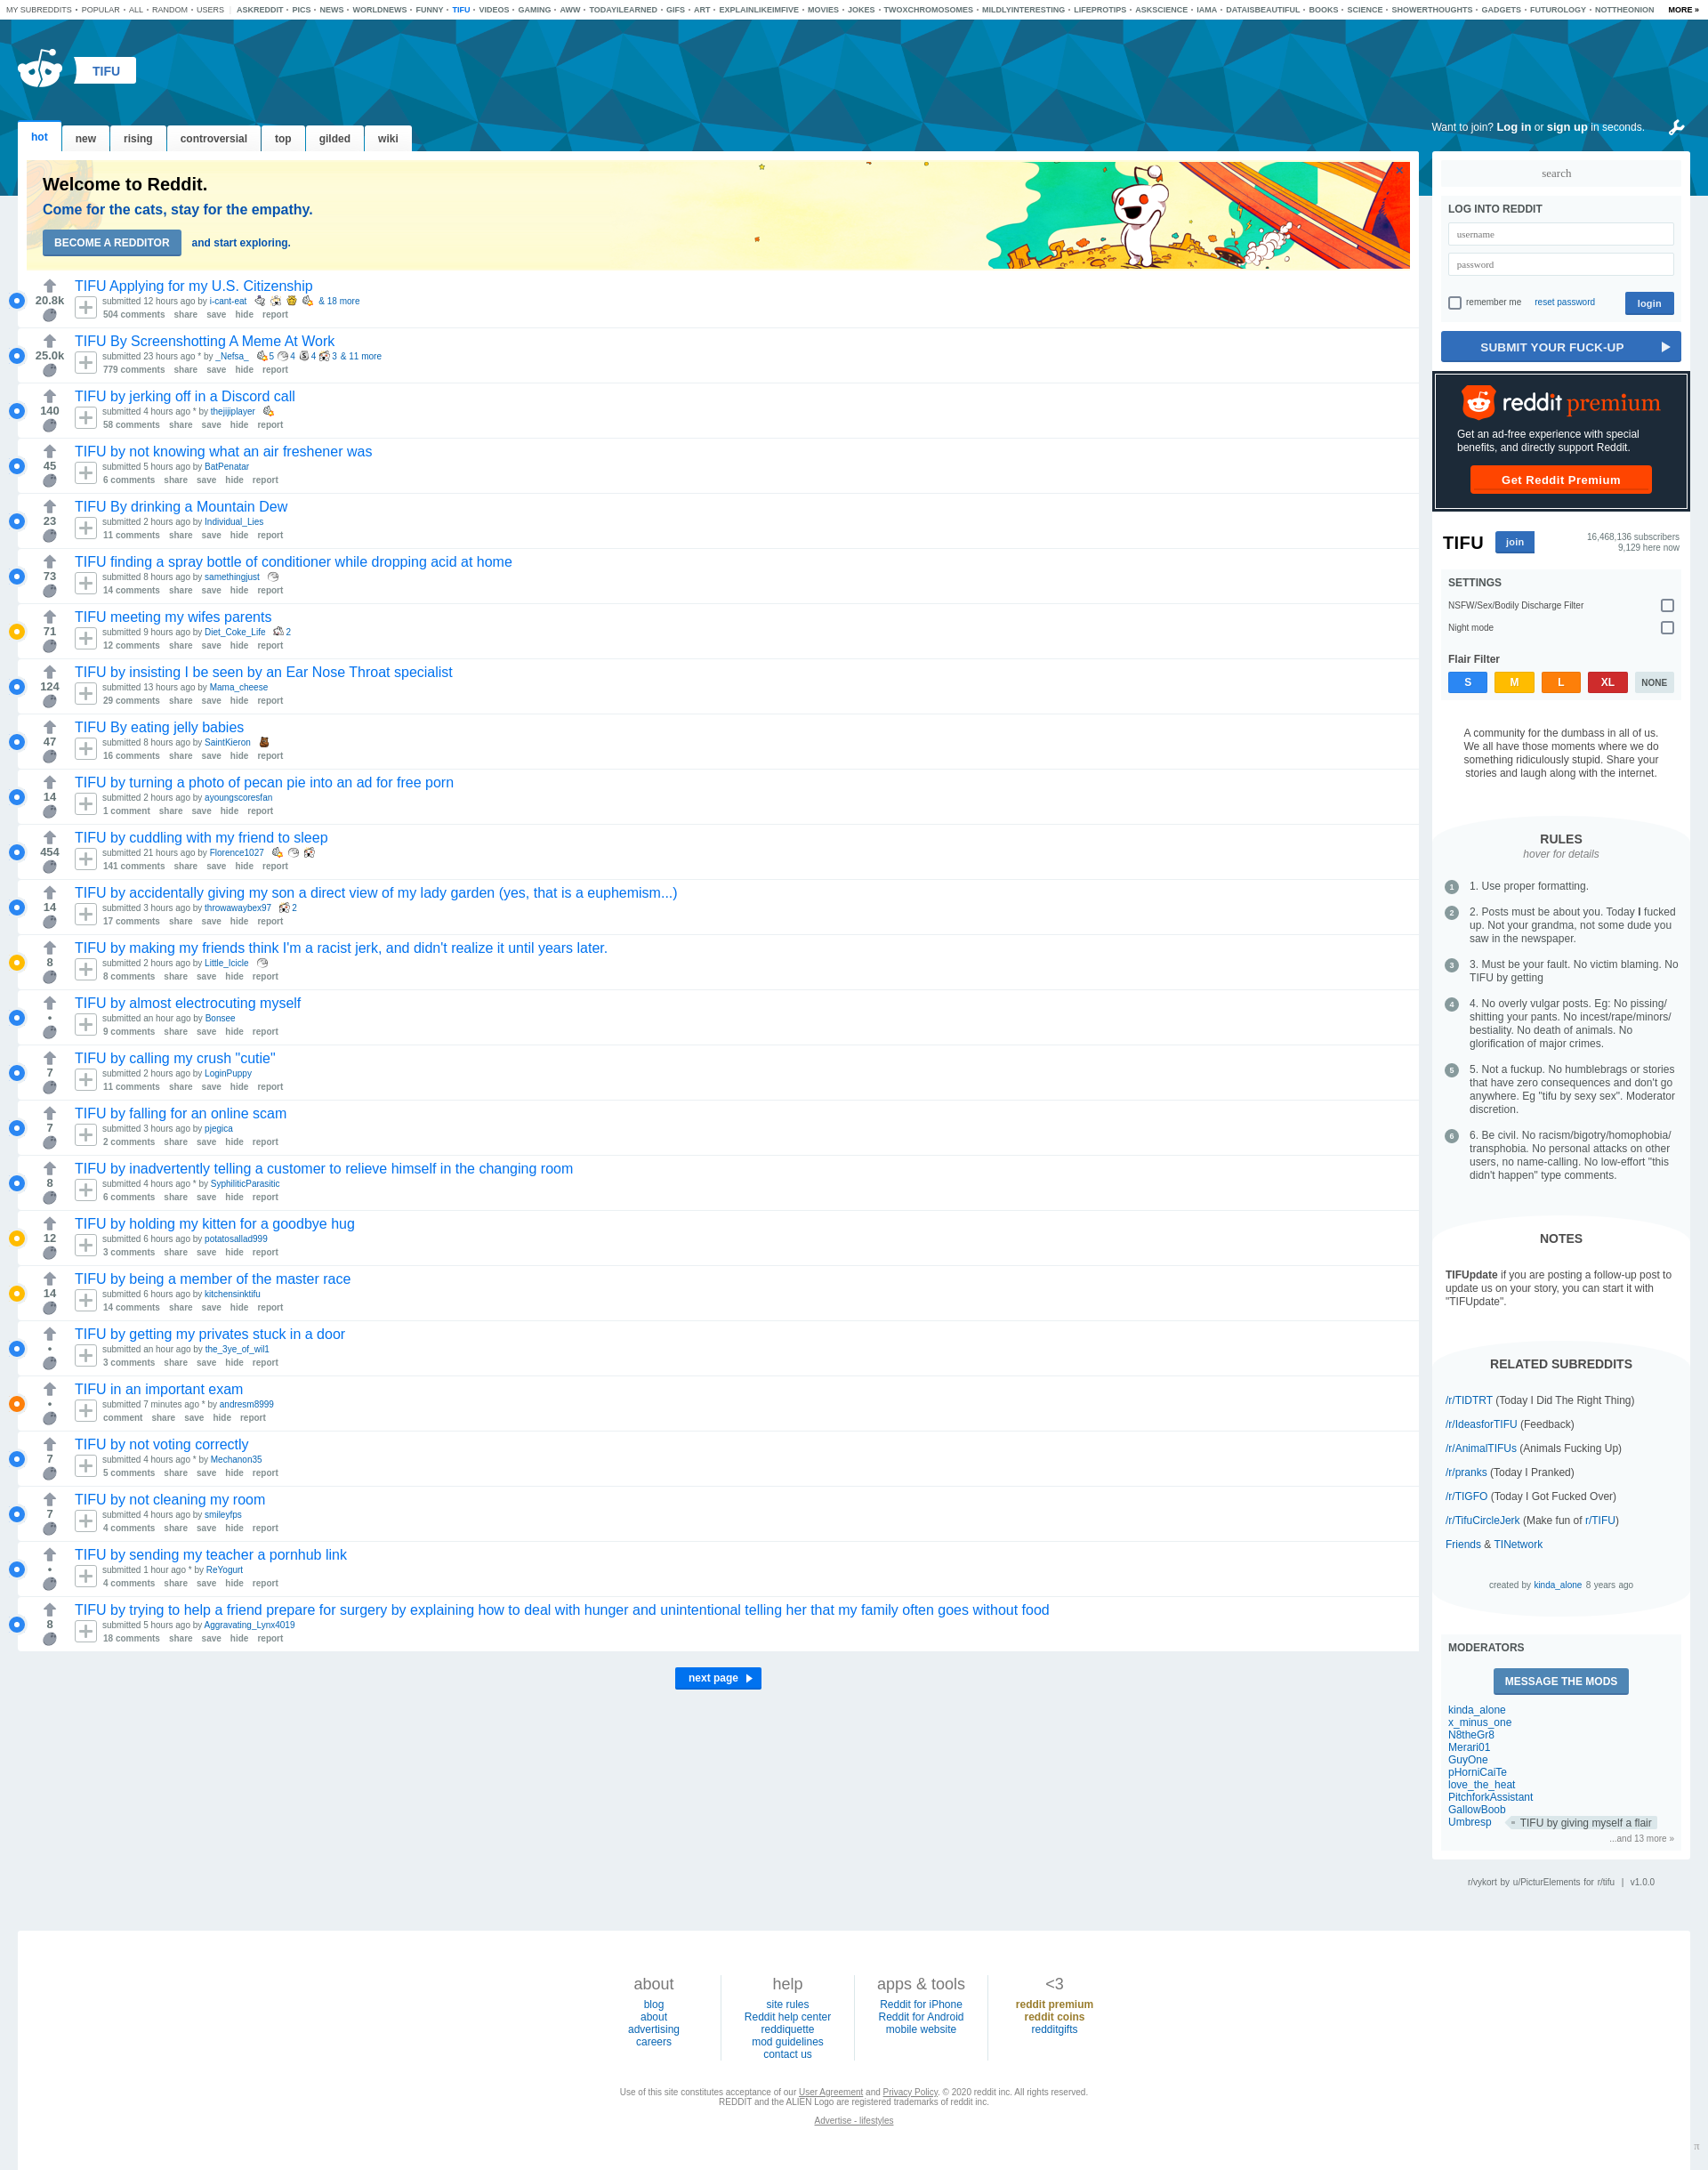 MY SUBREDDITS • POPULAR • ALL • RANDOM • USERS | ASKREDDIT • PICS • NEWS • WORLDNEWS • FUNNY • TIFU • VIDEOS • GAMING • AWW • TODAYILEARNED • GIFS • ART • EXPLAINLIKEIMFIVE • MOVIES • JOKES • TWOXCHROMOSOMES • MILDLYINTERESTING • LIFEPROTIPS • ASKSCIENCE • IAMA • DATAISBEAUTIFUL • BOOKS • SCIENCE • SHOWERTHOUGHTS • GADGETS • FUTUROLOGY • NOTTHEONION MORE »
TIFU
hot new rising controversial top gilded wiki
Want to join? Log in or sign up in seconds.
Welcome to Reddit.
Come for the cats, stay for the empathy.
BECOME A REDDITOR and start exploring.
×
TIFU Applying for my U.S. Citizenship
20.8k
submitted 12 hours ago by i-cant-eat & 18 more
504 comments share save hide report
TIFU By Screenshotting A Meme At Work
25.0k
submitted 23 hours ago * by _Nefsa_ 5 4 4 3 & 11 more
779 comments share save hide report
TIFU by jerking off in a Discord call
140
submitted 4 hours ago * by thejijiplayer
58 comments share save hide report
TIFU by not knowing what an air freshener was
45
submitted 5 hours ago by BatPenatar
6 comments share save hide report
TIFU By drinking a Mountain Dew
23
submitted 2 hours ago by Individual_Lies
11 comments share save hide report
TIFU finding a spray bottle of conditioner while dropping acid at home
73
submitted 8 hours ago by samethingjust
14 comments share save hide report
TIFU meeting my wifes parents
71
submitted 9 hours ago by Diet_Coke_Life 2
12 comments share save hide report
TIFU by insisting I be seen by an Ear Nose Throat specialist
124
submitted 13 hours ago by Mama_cheese
29 comments share save hide report
TIFU By eating jelly babies
47
submitted 8 hours ago by SaintKieron
16 comments share save hide report
TIFU by turning a photo of pecan pie into an ad for free porn
14
submitted 2 hours ago by ayoungscoresfan
1 comment share save hide report
TIFU by cuddling with my friend to sleep
454
submitted 21 hours ago by Florence1027
141 comments share save hide report
TIFU by accidentally giving my son a direct view of my lady garden (yes, that is a euphemism...)
14
submitted 3 hours ago by throwawaybex97 2
17 comments share save hide report
TIFU by making my friends think I'm a racist jerk, and didn't realize it until years later.
8
submitted 2 hours ago by Little_Icicle
8 comments share save hide report
TIFU by almost electrocuting myself
•
submitted an hour ago by Bonsee
9 comments share save hide report
TIFU by calling my crush "cutie"
7
submitted 2 hours ago by LoginPuppy
11 comments share save hide report
TIFU by falling for an online scam
7
submitted 3 hours ago by pjegica
2 comments share save hide report
TIFU by inadvertently telling a customer to relieve himself in the changing room
8
submitted 4 hours ago * by SyphiliticParasitic
6 comments share save hide report
TIFU by holding my kitten for a goodbye hug
12
submitted 6 hours ago by potatosallad999
3 comments share save hide report
TIFU by being a member of the master race
14
submitted 6 hours ago by kitchensinktifu
14 comments share save hide report
TIFU by getting my privates stuck in a door
•
submitted an hour ago by the_3ye_of_wil1
3 comments share save hide report
TIFU in an important exam
•
submitted 7 minutes ago * by andresm8999
comment share save hide report
TIFU by not voting correctly
7
submitted 4 hours ago * by Mechanon35
5 comments share save hide report
TIFU by not cleaning my room
7
submitted 4 hours ago by smileyfps
4 comments share save hide report
TIFU by sending my teacher a pornhub link
•
submitted 1 hour ago * by ReYogurt
4 comments share save hide report
TIFU by trying to help a friend prepare for surgery by explaining how to deal with hunger and unintentional telling her that my family often goes without food
8
submitted 5 hours ago by Aggravating_Lynx4019
18 comments share save hide report
next page
search
LOG INTO REDDIT
username
password
remember me reset password login
SUBMIT YOUR FUCK-UP
reddit premium
Get an ad-free experience with special
benefits, and directly support Reddit.
Get Reddit Premium
TIFU join 16,468,136 subscribers
9,129 here now
SETTINGS
NSFW/Sex/Bodily Discharge Filter
Night mode
Flair Filter
S M L XL NONE
A community for the dumbass in all of us.
We all have those moments where we do
something ridiculously stupid. Share your
stories and laugh along with the internet.
RULES
hover for details
1 1. Use proper formatting.
2 2. Posts must be about you. Today I fucked
up. Not your grandma, not some dude you
saw in the newspaper.
3 3. Must be your fault. No victim blaming. No
TIFU by getting
4 4. No overly vulgar posts. Eg: No pissing/
shitting your pants. No incest/rape/minors/
bestiality. No death of animals. No
glorification of major crimes.
5 5. Not a fuckup. No humblebrags or stories
that have zero consequences and don't go
anywhere. Eg "tifu by sexy sex". Moderator
discretion.
6 6. Be civil. No racism/bigotry/homophobia/
transphobia. No personal attacks on other
users, no name-calling. No low-effort "this
didn't happen" type comments.
NOTES
TIFUpdate if you are posting a follow-up post to
update us on your story, you can start it with
"TIFUpdate".
RELATED SUBREDDITS
/r/TIDTRT (Today I Did The Right Thing)
/r/IdeasforTIFU (Feedback)
/r/AnimalTIFUs (Animals Fucking Up)
/r/pranks (Today I Pranked)
/r/TIGFO (Today I Got Fucked Over)
/r/TifuCircleJerk (Make fun of r/TIFU)
Friends & TINetwork
created by kinda_alone 8 years ago
MODERATORS
MESSAGE THE MODS
kinda_alone
x_minus_one
N8theGr8
Merari01
GuyOne
pHorniCaiTe
love_the_heat
PitchforkAssistant
GallowBoob
Umbresp TIFU by giving myself a flair
...and 13 more »
r/vykort by u/PicturElements for r/tifu | v1.0.0
about
blog
about
advertising
careers
help
site rules
Reddit help center
reddiquette
mod guidelines
contact us
apps & tools
Reddit for iPhone
Reddit for Android
mobile website
<3
reddit premium
reddit coins
redditgifts
Use of this site constitutes acceptance of our User Agreement and Privacy Policy. © 2020 reddit inc. All rights reserved.
REDDIT and the ALIEN Logo are registered trademarks of reddit inc.
Advertise - lifestyles
π